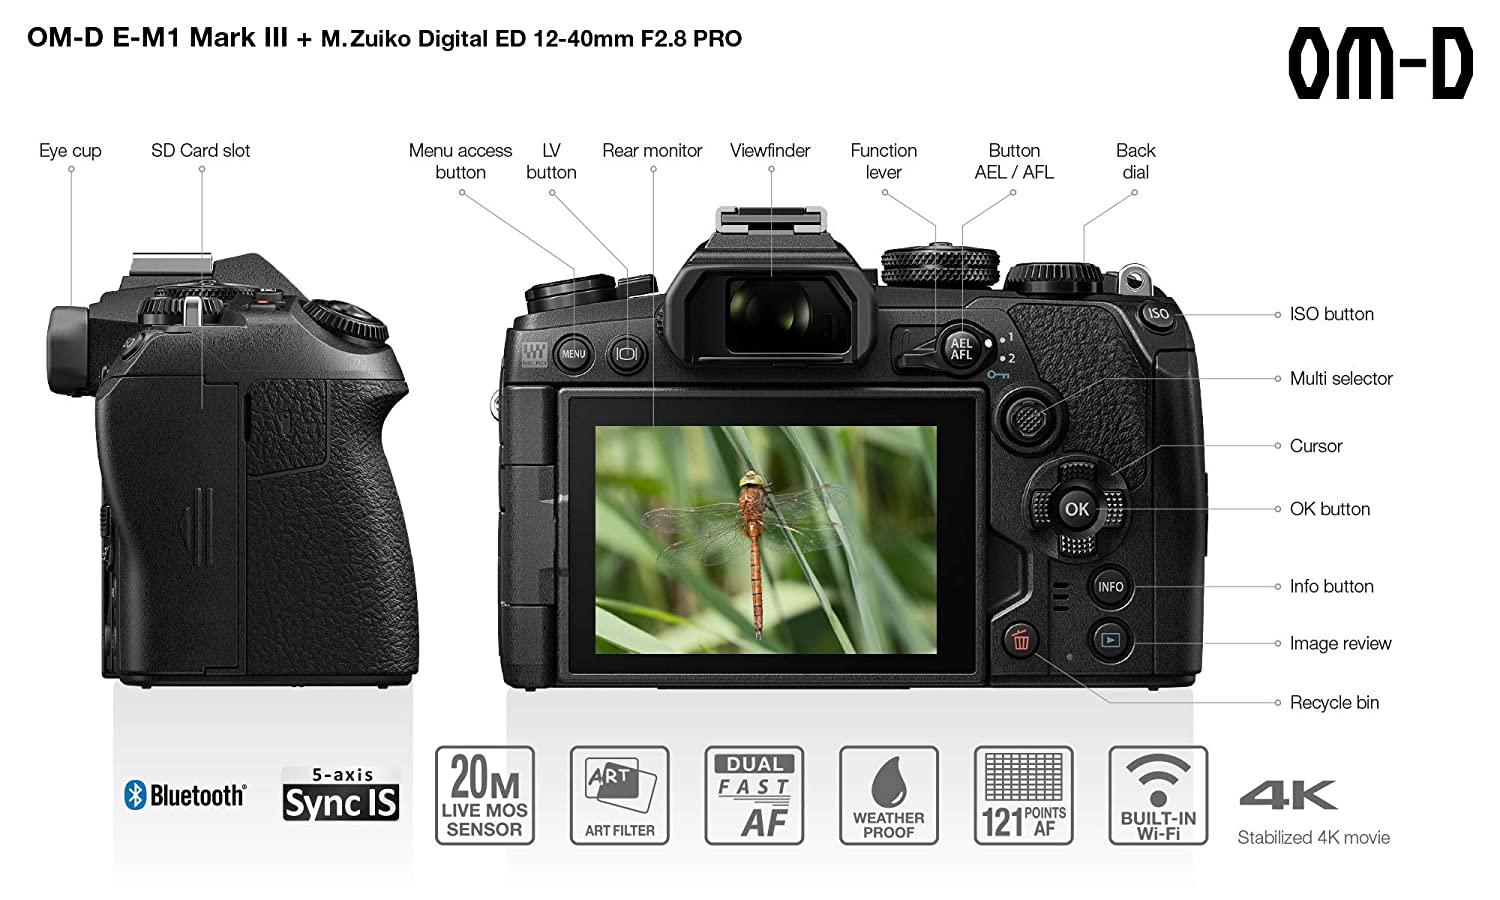 OM-D E-M1 Mark III + M.Zuiko Digital ED 12-40mm F2.8 PRO
OM-D
Eye cup
SD Card slot
Menu access
button
LV
button
Rear monitor
Viewfinder
Function
lever
Button
AEL / AFL
Back
dial
ISO
ISO button
MICRO
MENU
AEL
AFL
1
2
Multi selector
Cursor
OK
OK button
INFO
Info button
Image review
Recycle bin
Bluetooth®
5-axis
Sync IS
20M
LIVE MOS
SENSOR
ART
ART FILTER
DUAL
FAST
AF
WEATHER
PROOF
121 POINTS
AF
BUILT-IN
Wi-Fi
4K
Stabilized 4K movie